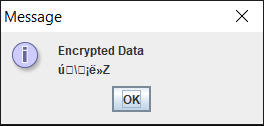 Message
Encrypted Data
ú□\□¡ë»Z
OK